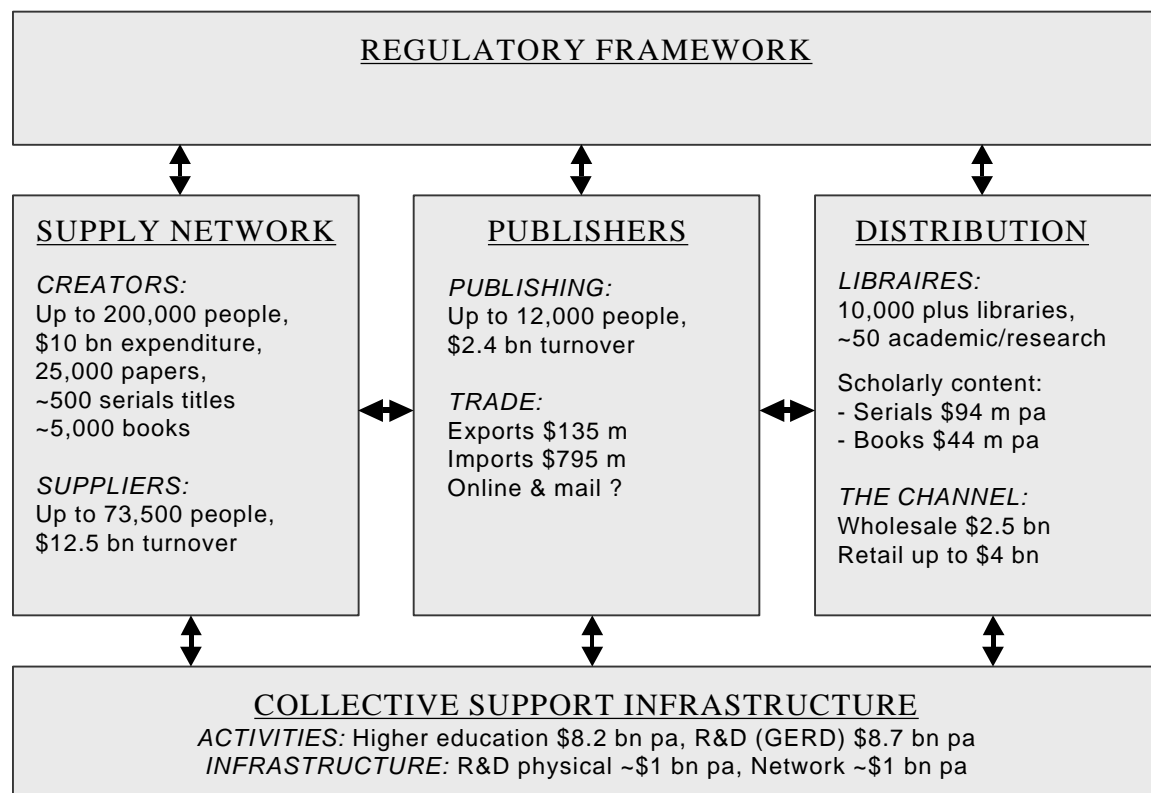 REGULATORY FRAMEWORK
SUPPLY NETWORK
CREATORS:
Up to 200,000 people,
$10 bn expenditure,
25,000 papers,
~500 serials titles
~5,000 books
SUPPLIERS:
Up to 73,500 people,
$12.5 bn turnover
PUBLISHERS
PUBLISHING:
Up to 12,000 people,
$2.4 bn turnover
TRADE:
Exports $135 m
Imports $795 m
Online & mail ?
DISTRIBUTION
LIBRAIRES:
10,000 plus libraries,
~50 academic/research
Scholarly content:
- Serials $94 m pa
- Books $44 m pa
THE CHANNEL:
Wholesale $2.5 bn
Retail up to $4 bn
COLLECTIVE SUPPORT INFRASTRUCTURE
ACTIVITIES: Higher education $8.2 bn pa, R&D (GERD) $8.7 bn pa
INFRASTRUCTURE: R&D physical ~$1 bn pa, Network ~$1 bn pa